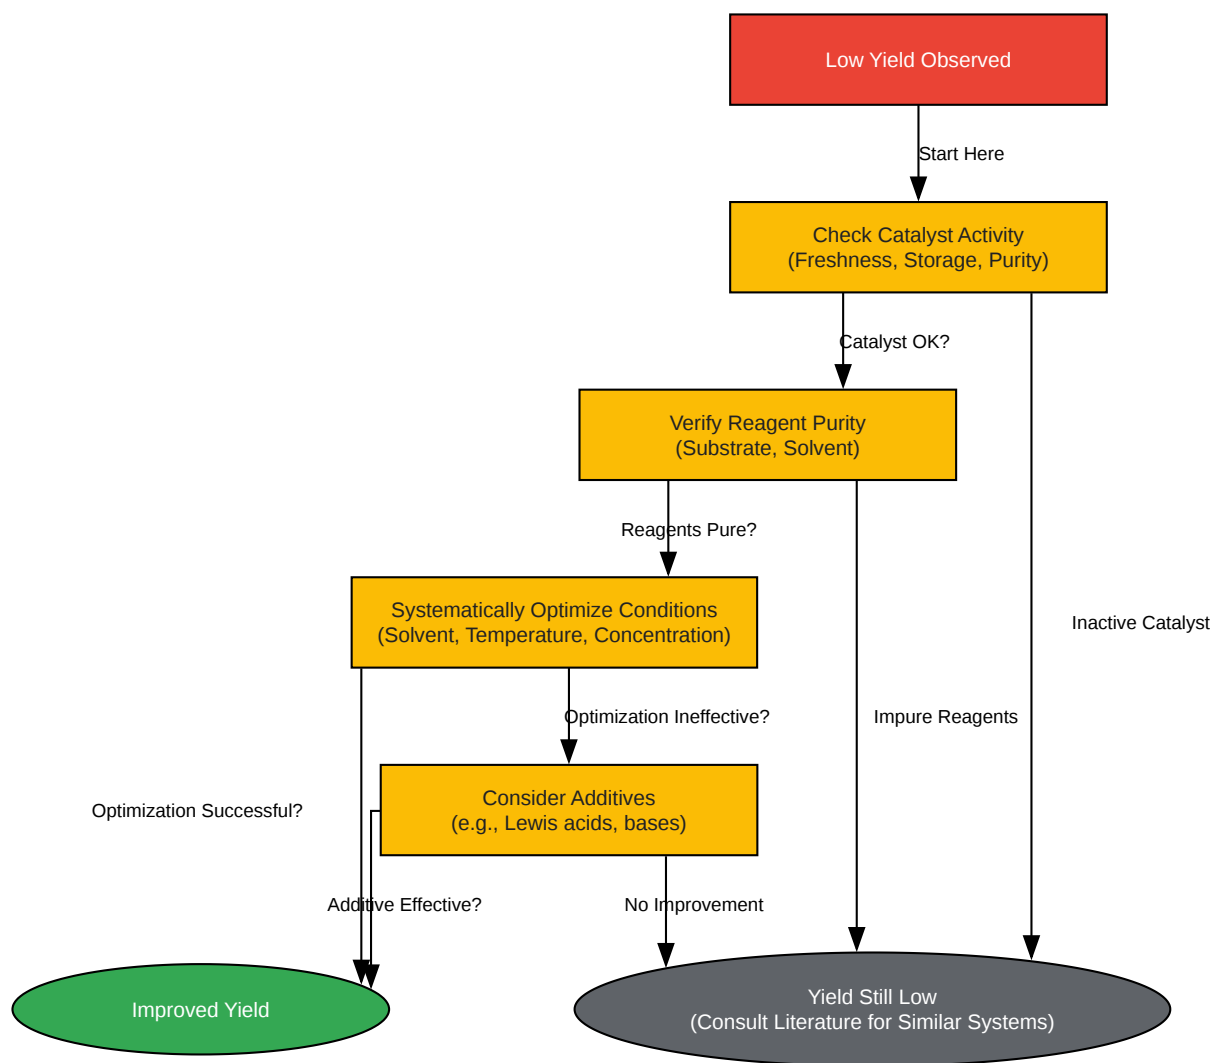 Low Yield Observed
Start Here
Check Catalyst Activity
(Freshness, Storage, Purity)
Catalyst OK?
Verify Reagent Purity
(Substrate, Solvent)
Reagents Pure?
Systematically Optimize Conditions
(Solvent, Temperature, Concentration)
Inactive Catalyst
Optimization Ineffective?
Impure Reagents
Consider Additives
(e.g., Lewis acids, bases)
Optimization Successful?
Additive Effective?
No Improvement
Improved Yield
Yield Still Low
(Consult Literature for Similar Systems)